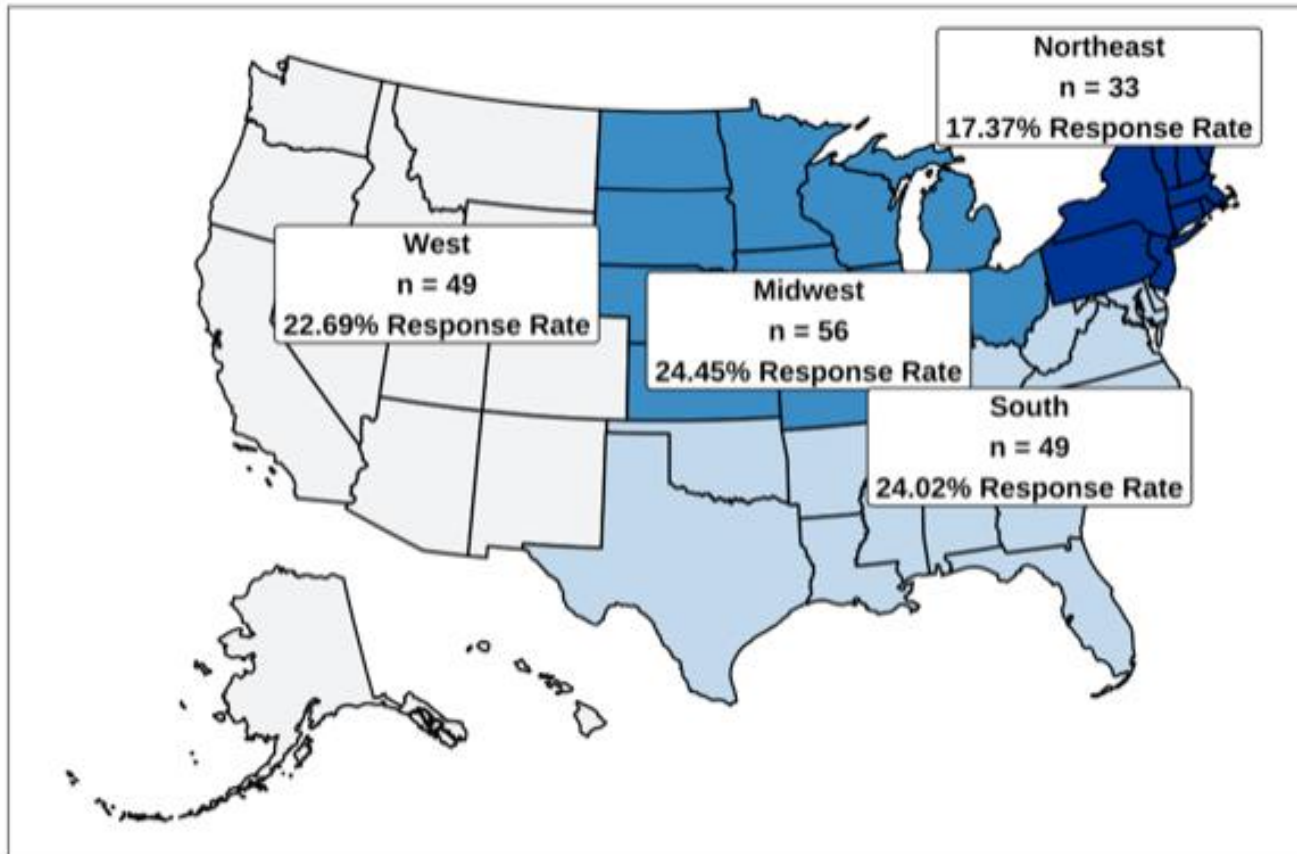 Northeast
n = 33
17.37% Response Rate
West
n = 49
22.69% Response Rate
Midwest
n = 56
24.45% Response Rate
South
n = 49
24.02% Response Rate